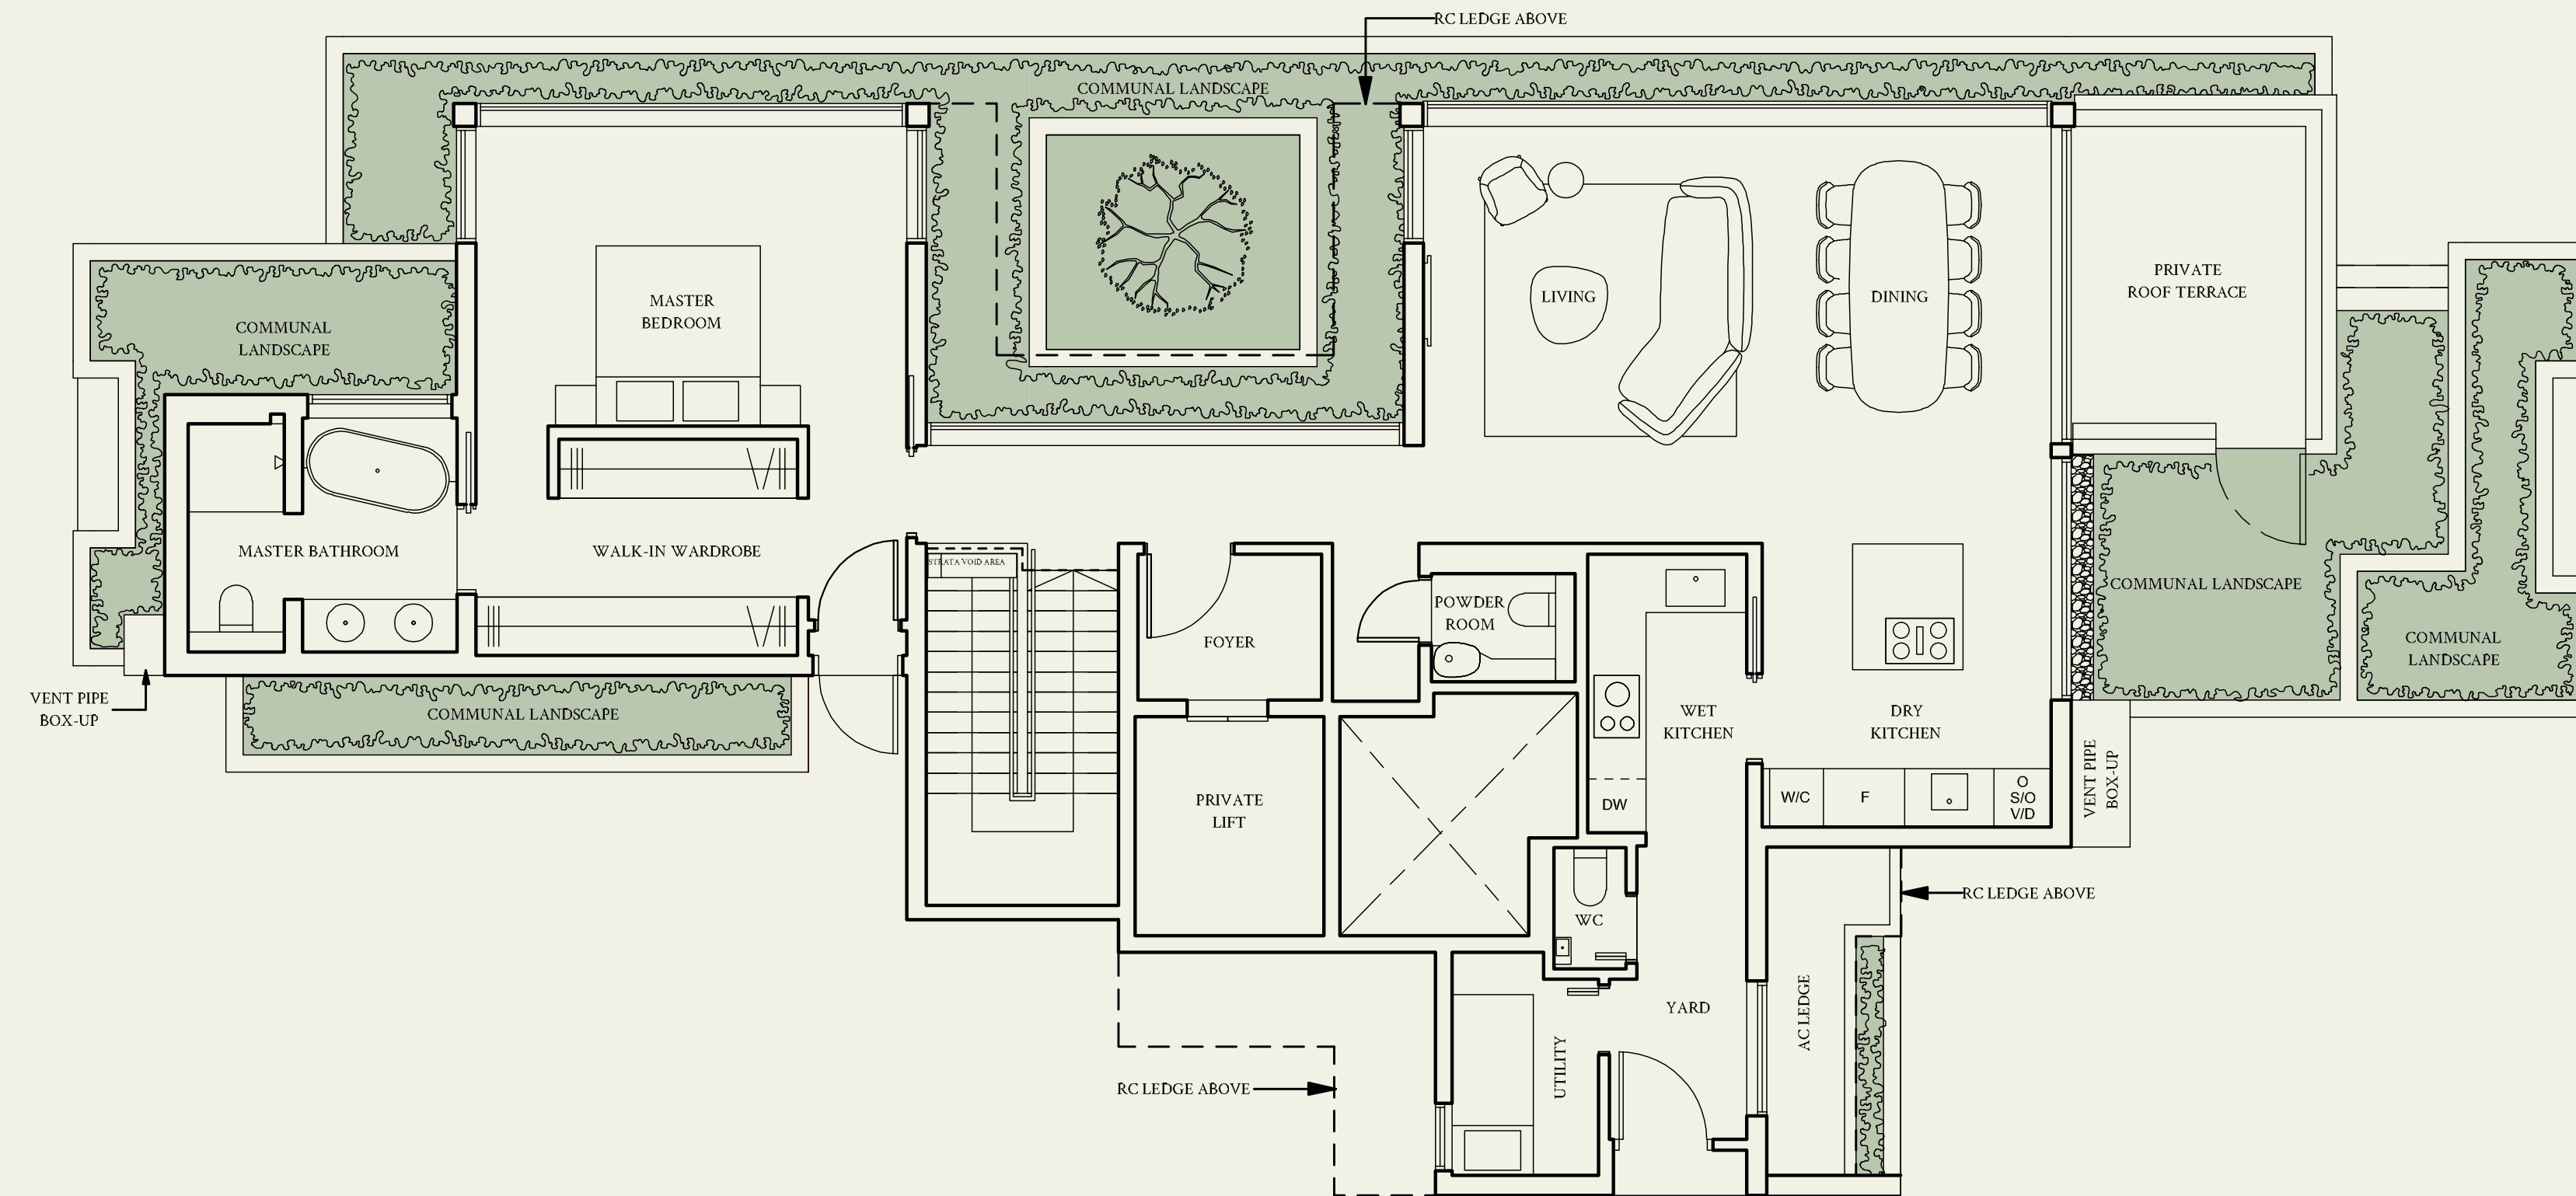 RC LEDGE ABOVE
COMMUNAL LANDSCAPE
MASTER
BEDROOM
COMMUNAL
LANDSCAPE
LIVING
DINING
PRIVATE
ROOF TERRACE
MASTER BATHROOM
WALK-IN WARDROBE
STRATA VOID AREA
FOYER
POWDER
ROOM
COMMUNAL LANDSCAPE
COMMUNAL
LANDSCAPE
VENT PIPE
BOX-UP
COMMUNAL LANDSCAPE
WET
KITCHEN
DRY
KITCHEN
PRIVATE
LIFT
DW
W/C
F
O
S/O
V/D
VENT PIPE
BOX-UP
WC
RC LEDGE ABOVE
YARD
AC LEDGE
UTILITY
RC LEDGE ABOVE